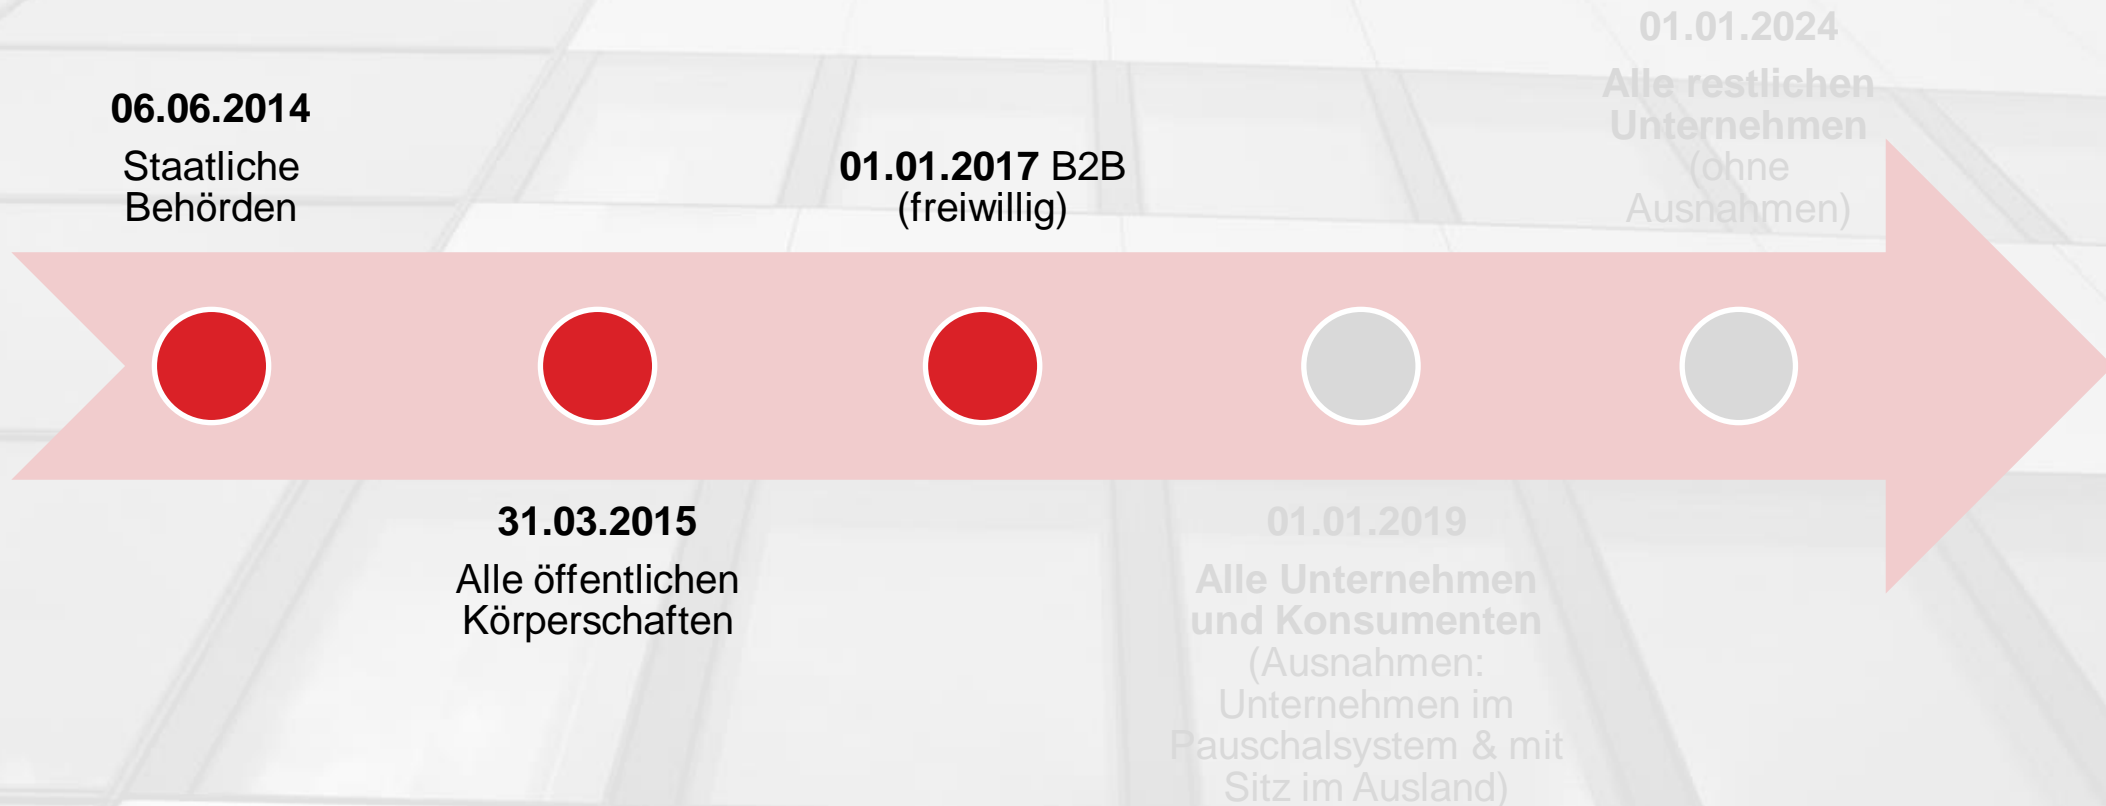 06.06.2014
Staatliche
Behörden
31.03.2015
Alle öffentlichen
Körperschaften
01.01.2017 B2B
(freiwillig)
01.01.2019
Alle Unternehmen
und Konsumenten
(Ausnahmen:
Unternehmen im
Pauschalsystem & mit
Sitz im Ausland)
01.01.2024
Alle restlichen
Unternehmen
(ohne
Ausnahmen)